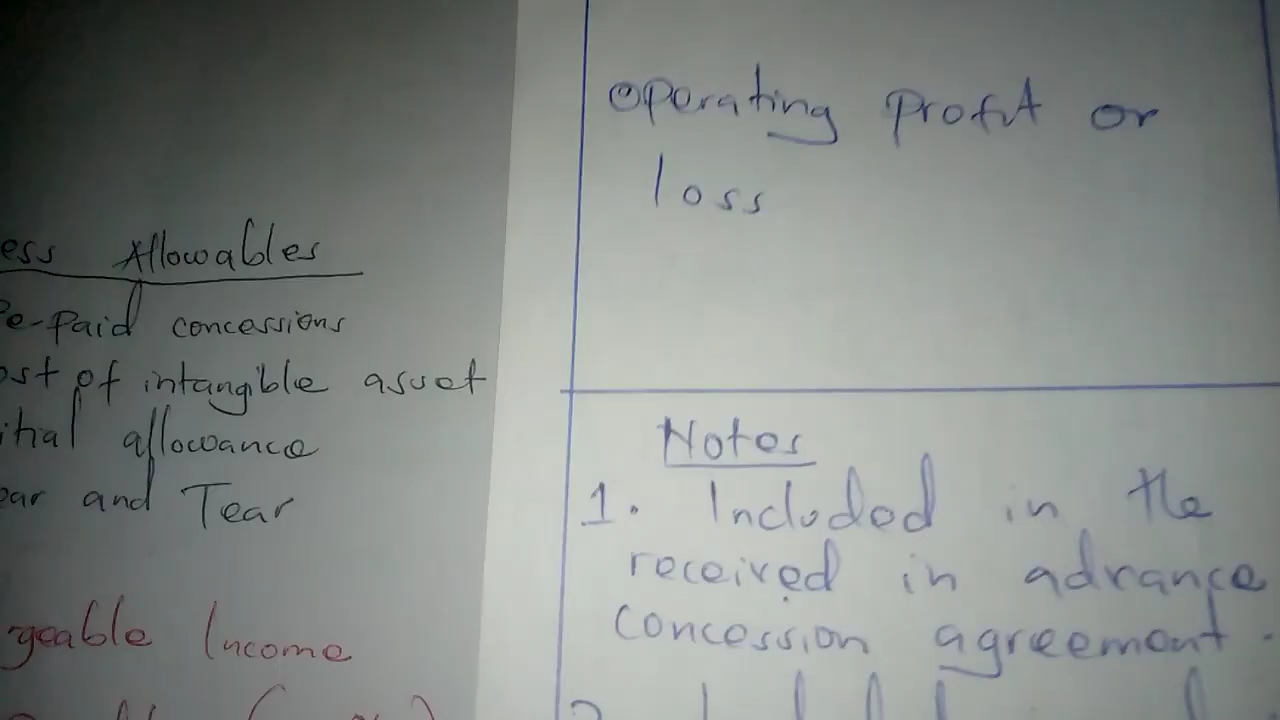 ess Allowables
e-Paid concessions
ost of intangible asset
itial allowance
ear and Tear
geable Income
Operating Profit or
loss
Notes
1. Included in the
received in advance
concession agreement.